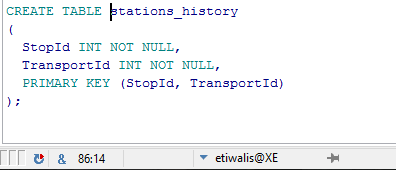 CREATE TABLE stations_history
(
  StopId INT NOT NULL,
  TransportId INT NOT NULL,
  PRIMARY KEY (StopId, TransportId)
);
& 86:14 etiwalis@XE